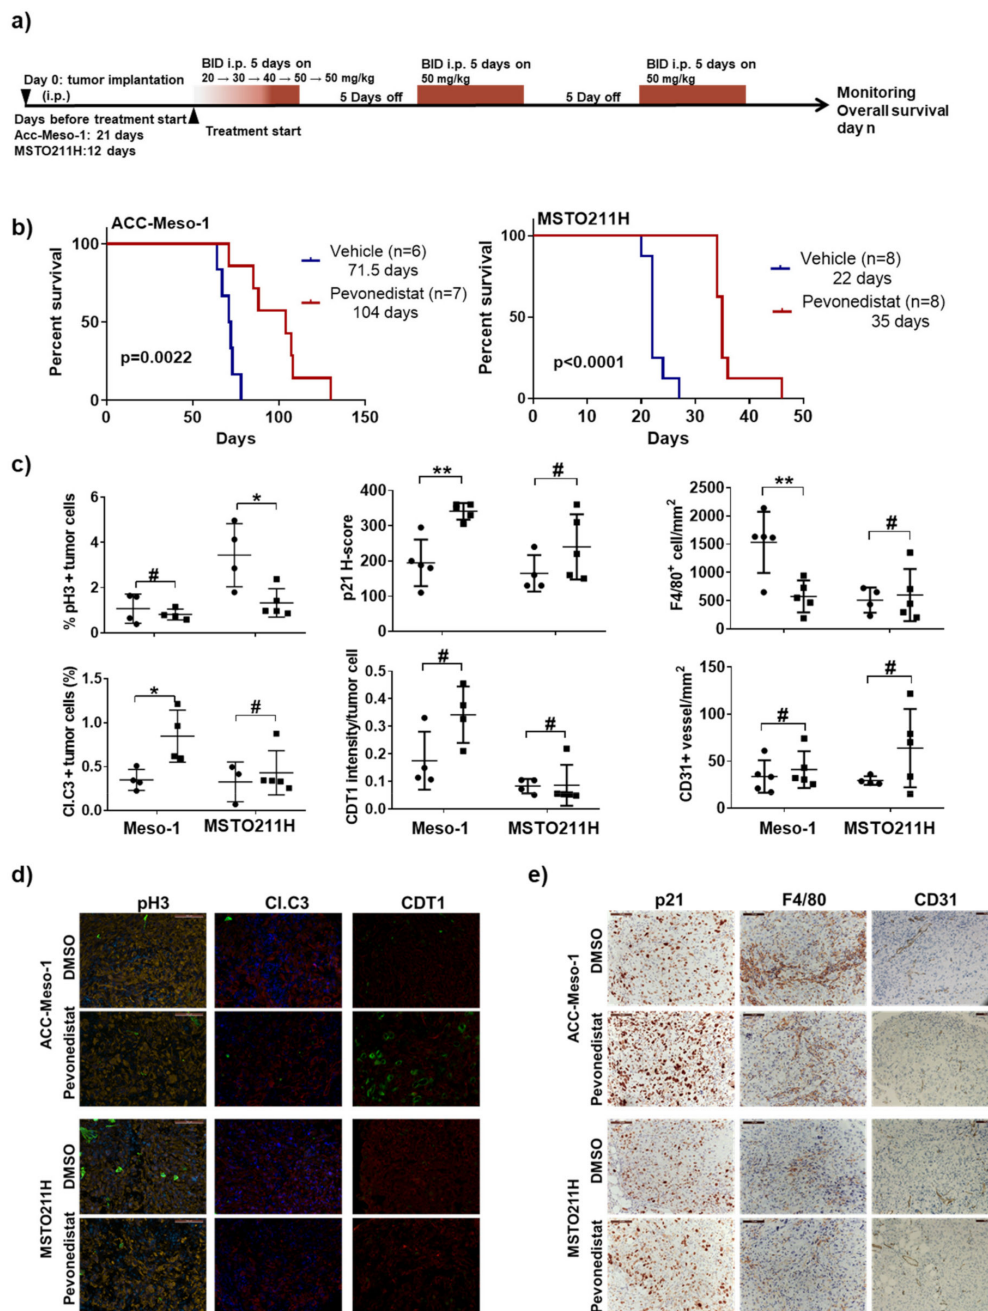 a)
BID i.p. 5 days on
20 → 30 → 40 → 50 → 50 mg/kg
BID i.p. 5 days on
50 mg/kg
BID i.p. 5 days on
50 mg/kg
Day 0: tumor implantation
(i.p.)
5 Days off
5 Day off
Monitoring
Overall survival
day n
Days before treatment start
Acc-Meso-1: 21 days
MSTO211H:12 days
Treatment start
b)
ACC-Meso-1
Percent survival
100
50
0
0 50 100 150
Days
Vehicle (n=6)
71.5 days
Pevonedistat (n=7)
104 days
p=0.0022
MSTO211H
Percent survival
100
50
0
0 10 20 30 40 50
Days
Vehicle (n=8)
22 days
Pevonedistat (n=8)
35 days
p<0.0001
c)
% pH3 + tumor cells
6
4
2
0
#
*
p21 H-score
400
300
200
100
0
**
#
F4/80+ cell/mm2
2500
2000
1500
1000
500
0
**
#
Cl.C3 + tumor cells (%)
1.5
1.0
0.5
0.0
*
#
Meso-1 MSTO211H
CDT1 intensity/tumor cell
0.5
0.4
0.3
0.2
0.1
0.0
#
#
Meso-1 MSTO211H
CD31+ vessel/mm2
150
100
50
0
#
#
Meso-1 MSTO211H
d)
pH3 Cl.C3 CDT1
ACC-Meso-1
DMSO
Pevonedistat
MSTO211H
DMSO
Pevonedistat
e)
p21 F4/80 CD31
ACC-Meso-1
DMSO
Pevonedistat
MSTO211H
DMSO
Pevonedistat